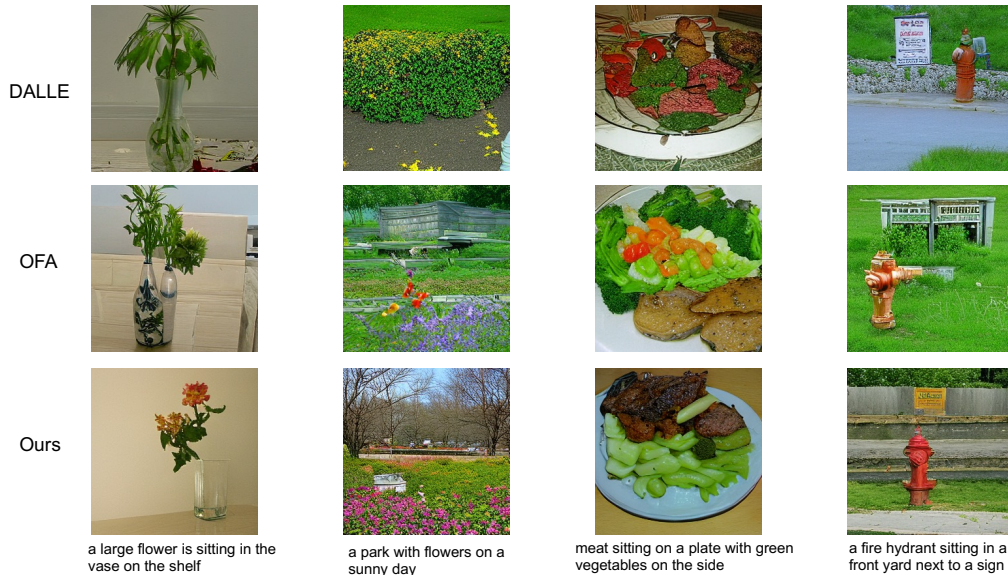 DALLE
OFA
Ours
a large flower is sitting in the
vase on the shelf
a park with flowers on a
sunny day
meat sitting on a plate with green
vegetables on the side
a fire hydrant sitting in a
front yard next to a sign